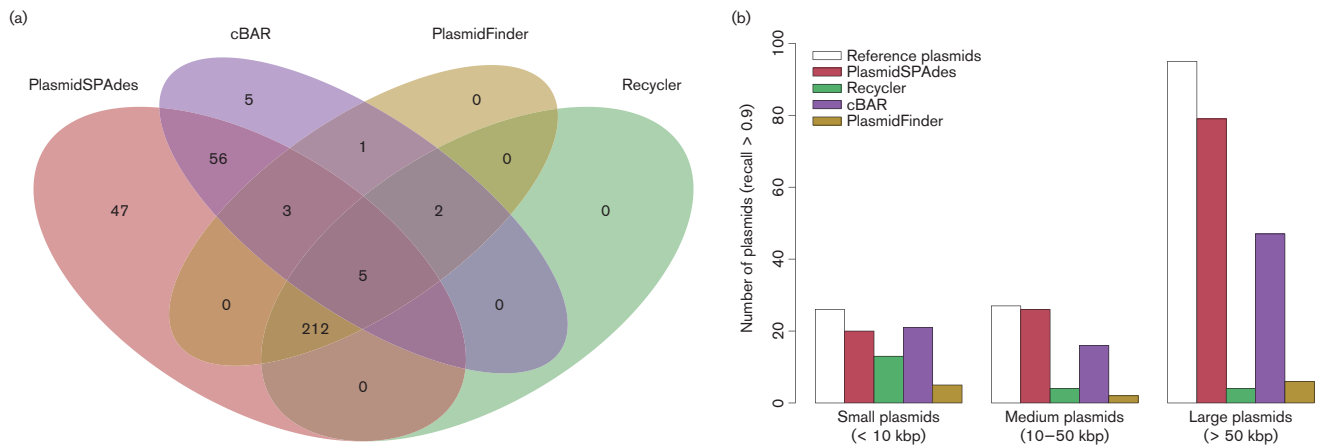 (a)
cBAR
PlasmidFinder
PlasmidSPAdes
Recycler
5
0
56
1
0
47
3
2
0
5
0
0
212
0
(b)
Number of plasmids (recall > 0.9)
100
80
60
40
20
0
Reference plasmids
PlasmidSPAdes
Recycler
cBAR
PlasmidFinder
Small plasmids
(< 10 kbp)
Medium plasmids
(10–50 kbp)
Large plasmids
(> 50 kbp)